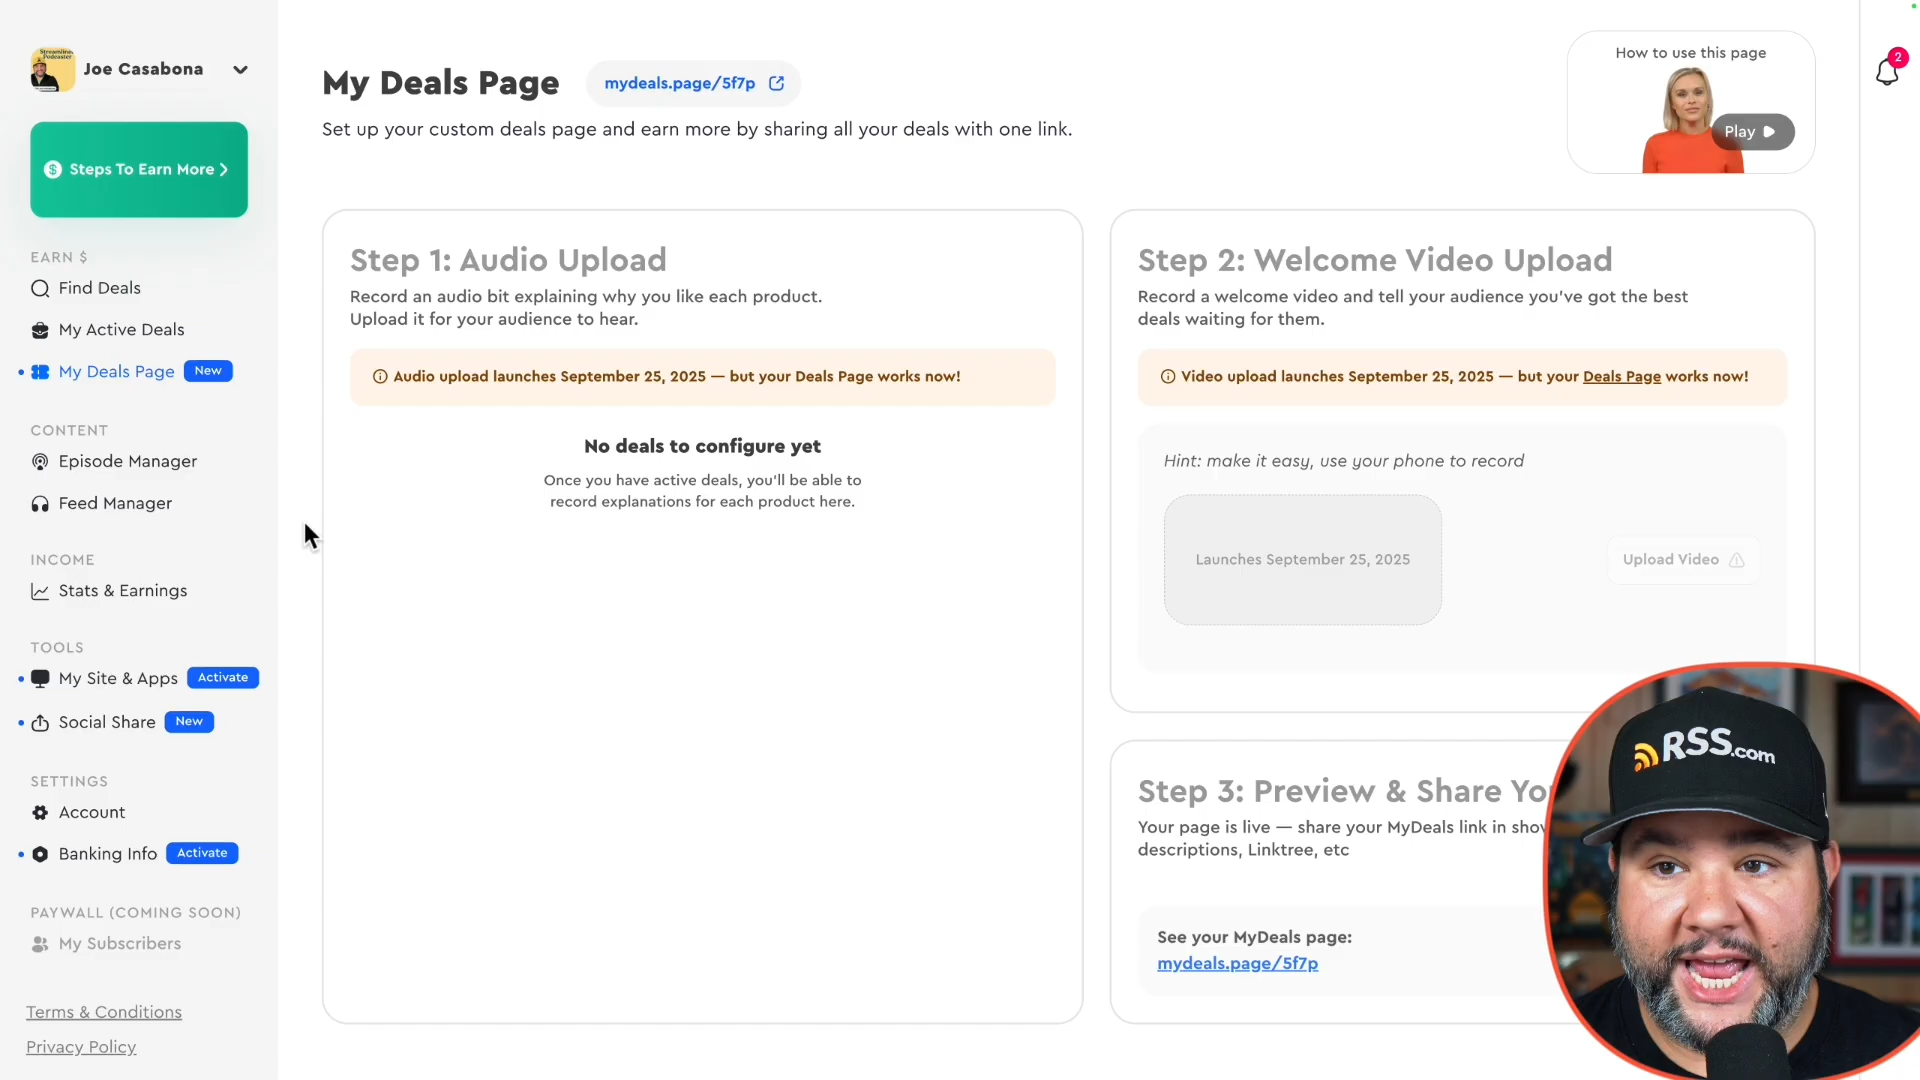 Streamlined
Podcaster
Joe Casabona
Steps To Earn More
EARN $
Find Deals
My Active Deals
My Deals Page New
CONTENT
Episode Manager
Feed Manager
INCOME
Stats & Earnings
TOOLS
My Site & Apps Activate
Social Share New
SETTINGS
Account
Banking Info Activate
PAYWALL (COMING SOON)
My Subscribers
Terms & Conditions
Privacy Policy
My Deals Page mydeals.page/5f7p
Set up your custom deals page and earn more by sharing all your deals with one link.
How to use this page
Play
2
Step 1: Audio Upload
Record an audio bit explaining why you like each product.
Upload it for your audience to hear.
Audio upload launches September 25, 2025 — but your Deals Page works now!
No deals to configure yet
Once you have active deals, you'll be able to
record explanations for each product here.
Step 2: Welcome Video Upload
Record a welcome video and tell your audience you've got the best
deals waiting for them.
Video upload launches September 25, 2025 — but your Deals Page works now!
Hint: make it easy, use your phone to record
Launches September 25, 2025
Upload Video
Step 3: Preview & Share Yo
Your page is live — share your MyDeals link in show
descriptions, Linktree, etc
See your MyDeals page:
mydeals.page/5f7p
RSS.com